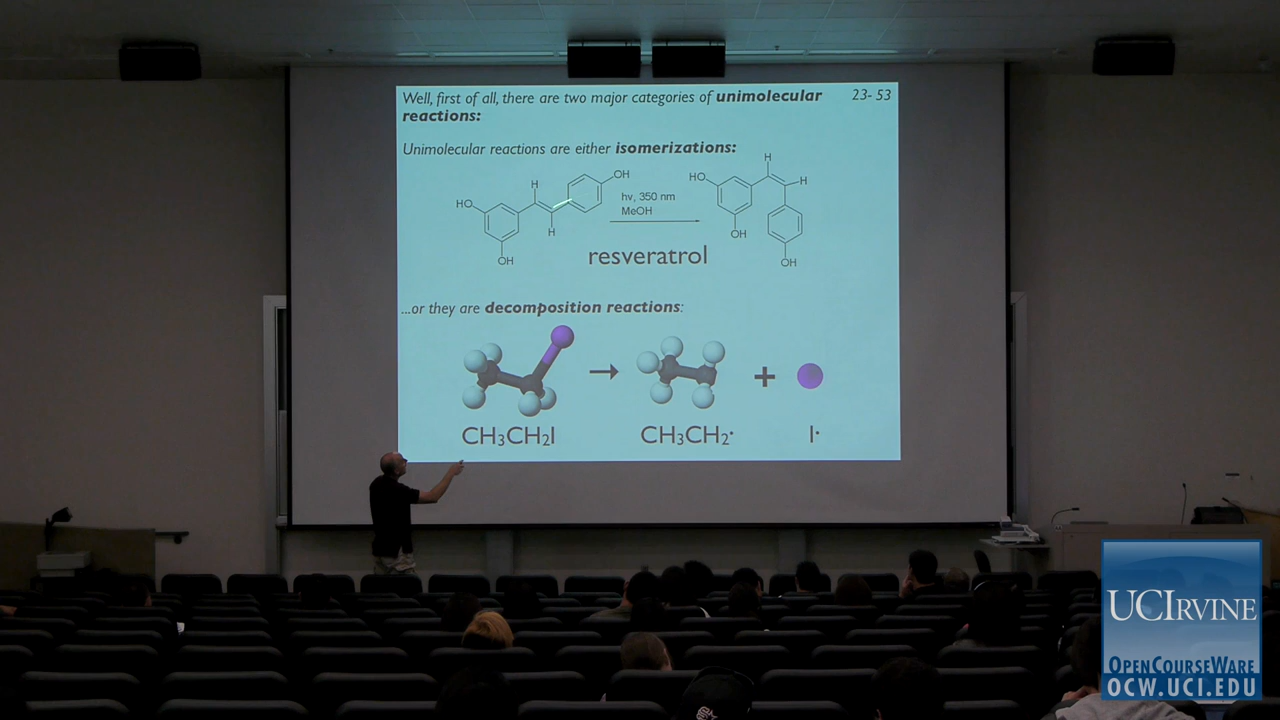 Well, first of all, there are two major categories of unimolecular 23- 53
reactions:
Unimolecular reactions are either isomerizations:
H
OH
HO
H
hν, 350 nm
MeOH
H
OH
HO
H
H
OH
OH
resveratrol
...or they are decomposition reactions:
→
+
CH₃CH₂I
CH₃CH₂•
I•
UCIRVINE
OPENCOURSEWARE
OCW.UCI.EDU